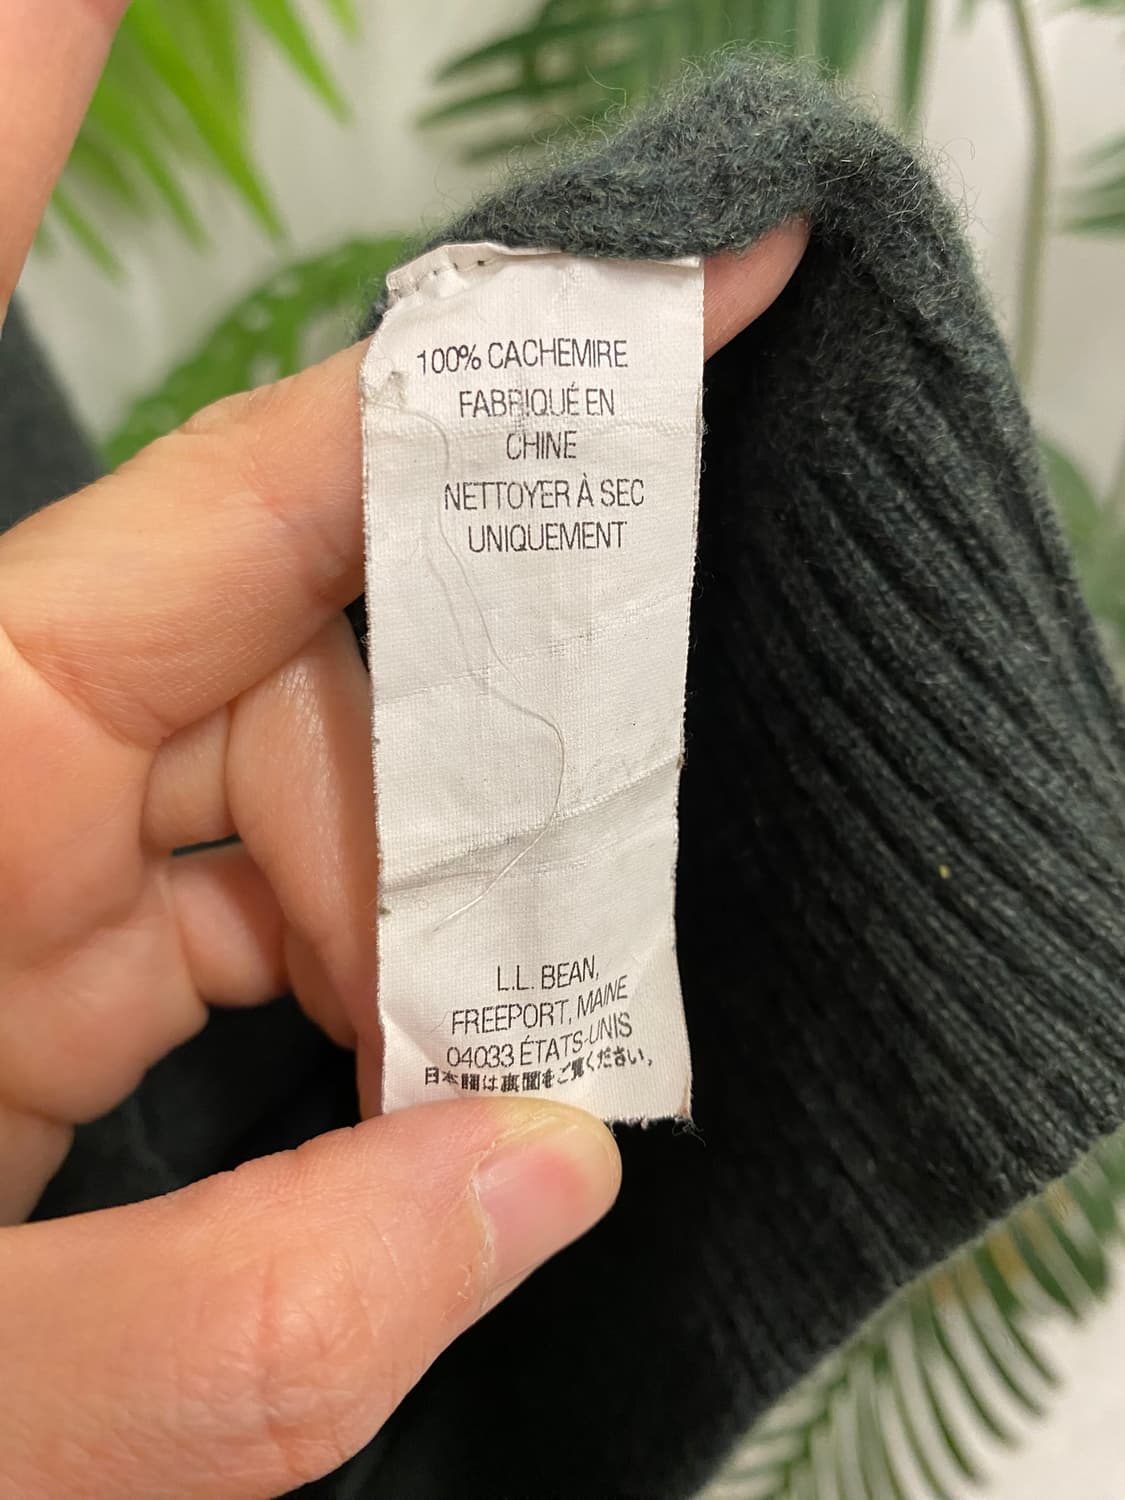 100% CACHEMIRE
FABRIQUÉ EN
CHINE
NETTOYER À SEC
UNIQUEMENT
L.L. BEAN,
FREEPORT, MAINE
04033 ÉTATS-UNIS
日本語は裏面をご覧ください。